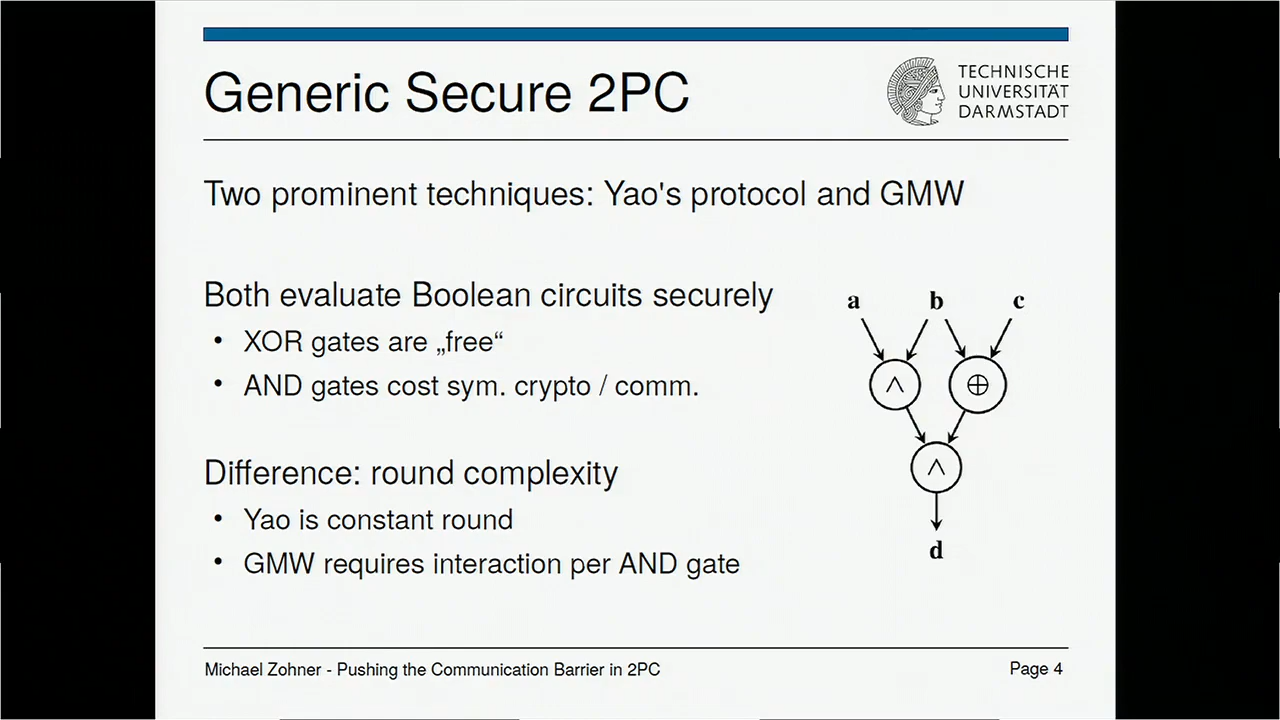 Generic Secure 2PC
TECHNISCHE
UNIVERSITÄT
DARMSTADT
Two prominent techniques: Yao's protocol and GMW
Both evaluate Boolean circuits securely
• XOR gates are „free“
• AND gates cost sym. crypto / comm.
Difference: round complexity
• Yao is constant round
• GMW requires interaction per AND gate
a b c
∧ ⊕
∧
d
Michael Zohner - Pushing the Communication Barrier in 2PC
Page 4